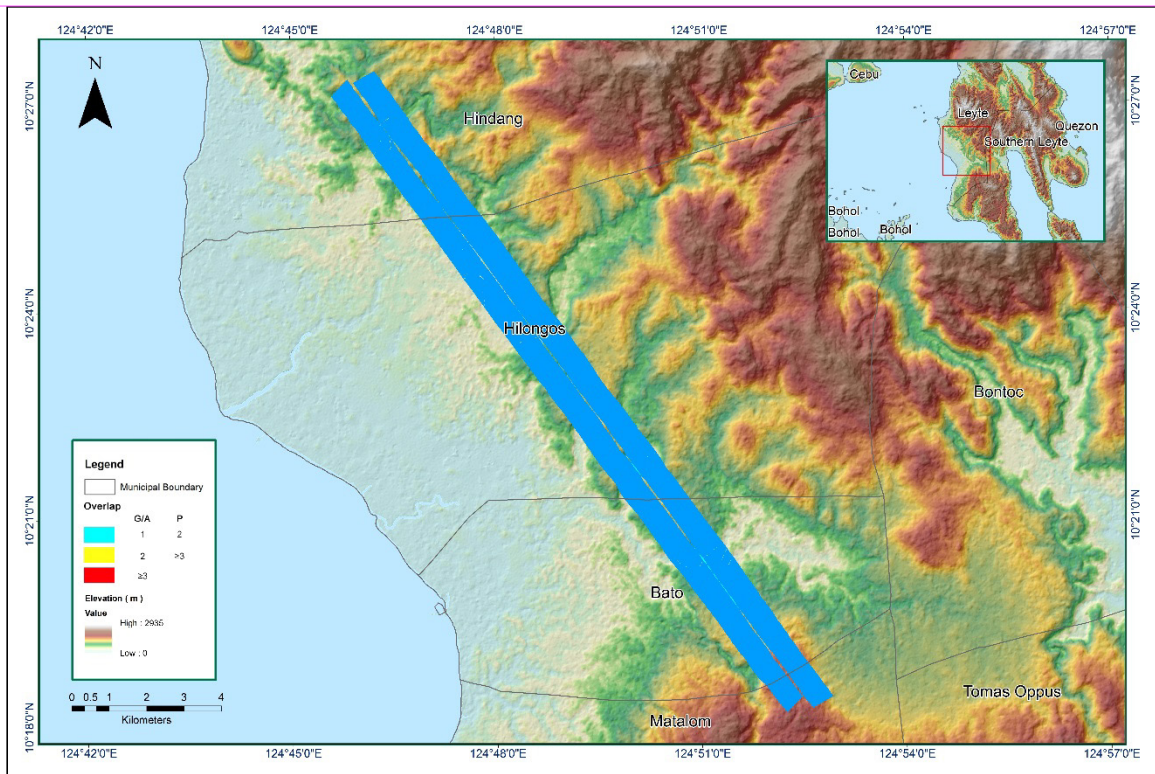 124°42'0"E 124°45'0"E 124°48'0"E 124°51'0"E 124°54'0"E 124°57'0"E
N
10°27'0"N
10°27'0"N
Cebu
Leyte
Quezon
Southern Leyte
Bohol
Bohol
Bohol
Hindang
10°24'0"N
10°24'0"N
Hilongos
Bontoc
Legend
Municipal Boundary
Overlap
G/A P
1 2
2 >3
≥3
Elevation ( m )
Value
High : 2935
Low : 0
10°21'0"N
10°21'0"N
Bato
0 0.5 1 2 3 4
Kilometers
Tomas Oppus
Matalom
10°18'0"N
10°18'0"N
124°42'0"E 124°45'0"E 124°48'0"E 124°51'0"E 124°54'0"E 124°57'0"E